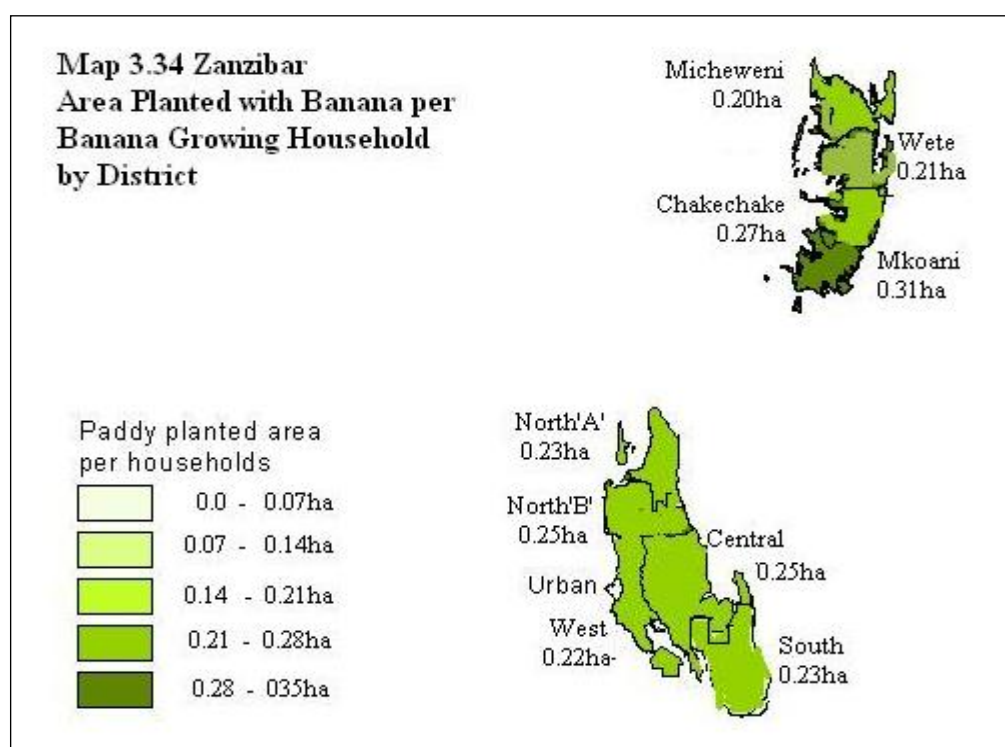 Map 3.34 Zanzibar
Area Planted with Banana per
Banana Growing Household
by District
Micheweni
0.20ha
Wete
0.21ha
Chakechake
0.27ha
Mkoani
0.31ha
Paddy planted area
per households
0.0 - 0.07ha
0.07 - 0.14ha
0.14 - 0.21ha
0.21 - 0.28ha
0.28 - 035ha
North'A'
0.23ha
North'B'
0.25ha
Central
0.25ha
Urban
West
0.22ha-
South
0.23ha